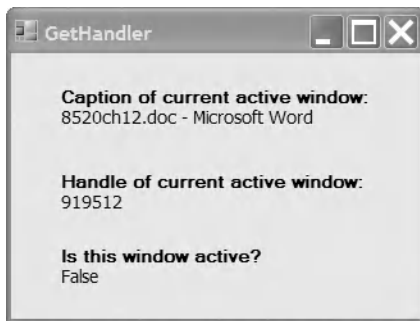 GetHandler
Caption of current active window:
8520ch12.doc - Microsoft Word
Handle of current active window:
919512
Is this window active?
False